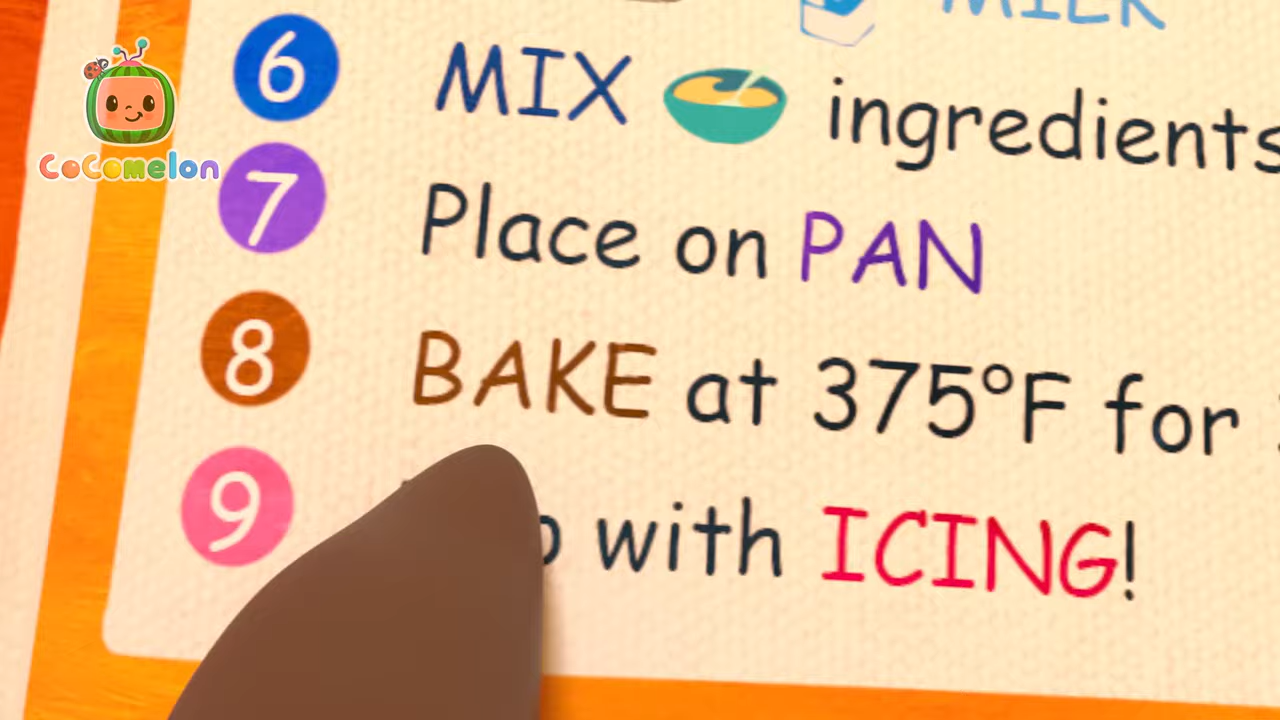 MILK
CoComelon
6 MIX ingredients
7 Place on PAN
8 BAKE at 375°F for
9 with ICING!